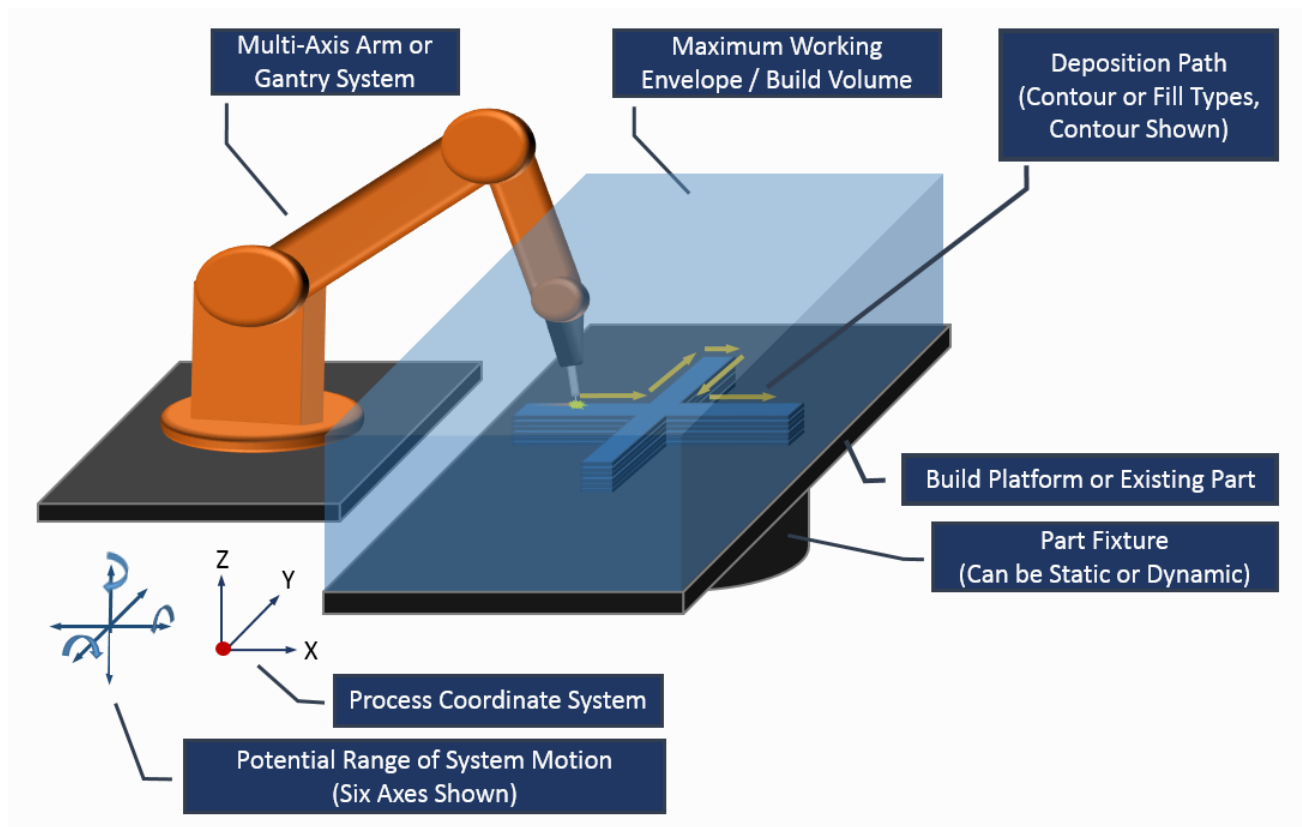 Multi-Axis Arm or
Gantry System
Maximum Working
Envelope / Build Volume
Deposition Path
(Contour or Fill Types,
Contour Shown)
Build Platform or Existing Part
Part Fixture
(Can be Static or Dynamic)
Z
Y
X
Process Coordinate System
Potential Range of System Motion
(Six Axes Shown)